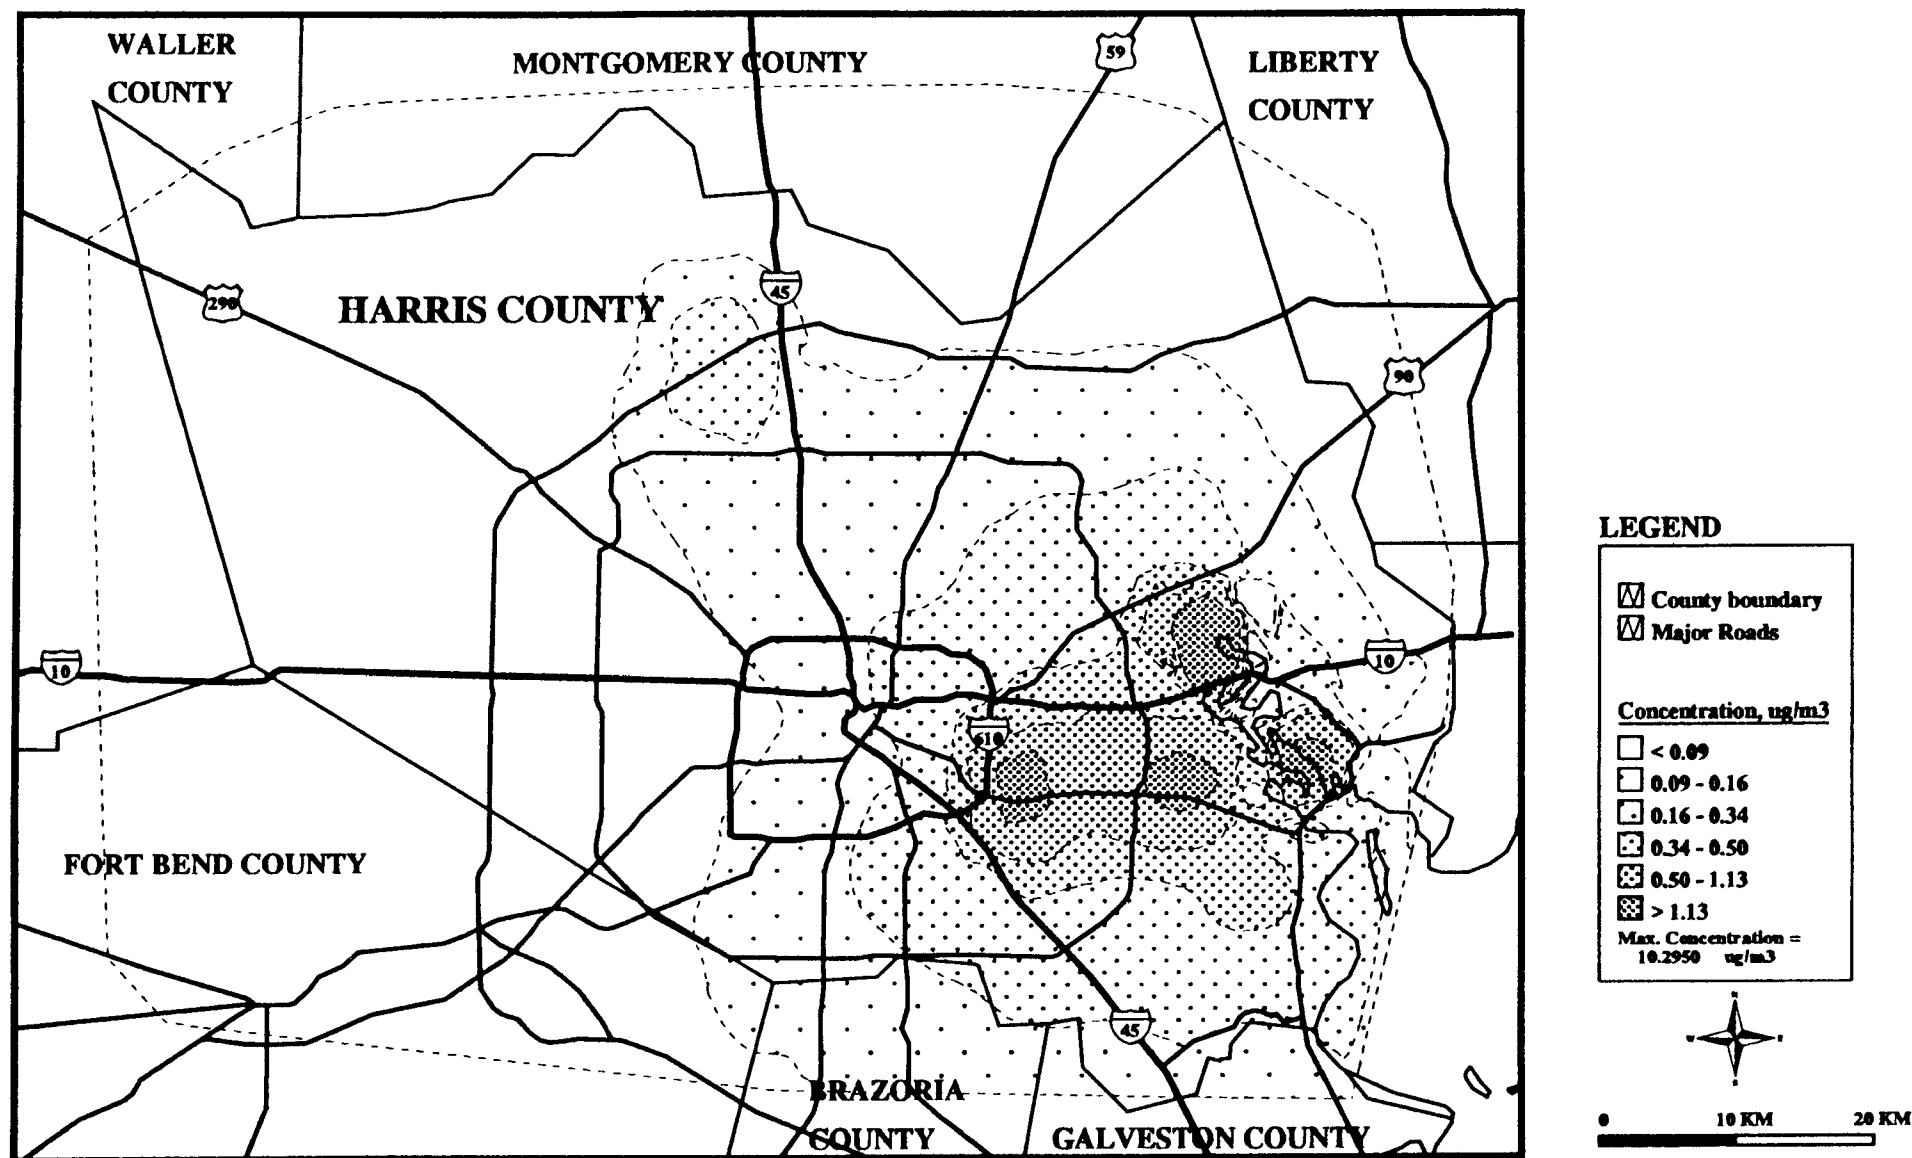 WALLER
COUNTY
MONTGOMERY COUNTY
59
LIBERTY
COUNTY
290
HARRIS COUNTY
45
90
10
10
610
FORT BEND COUNTY
45
BRAZORIA
COUNTY
GALVESTON COUNTY
LEGEND
County boundary
Major Roads
Concentration, ug/m3
< 0.09
0.09 - 0.16
0.16 - 0.34
0.34 - 0.50
0.50 - 1.13
> 1.13
Max. Concentration =
10.2950 ug/m3
0 10 KM 20 KM